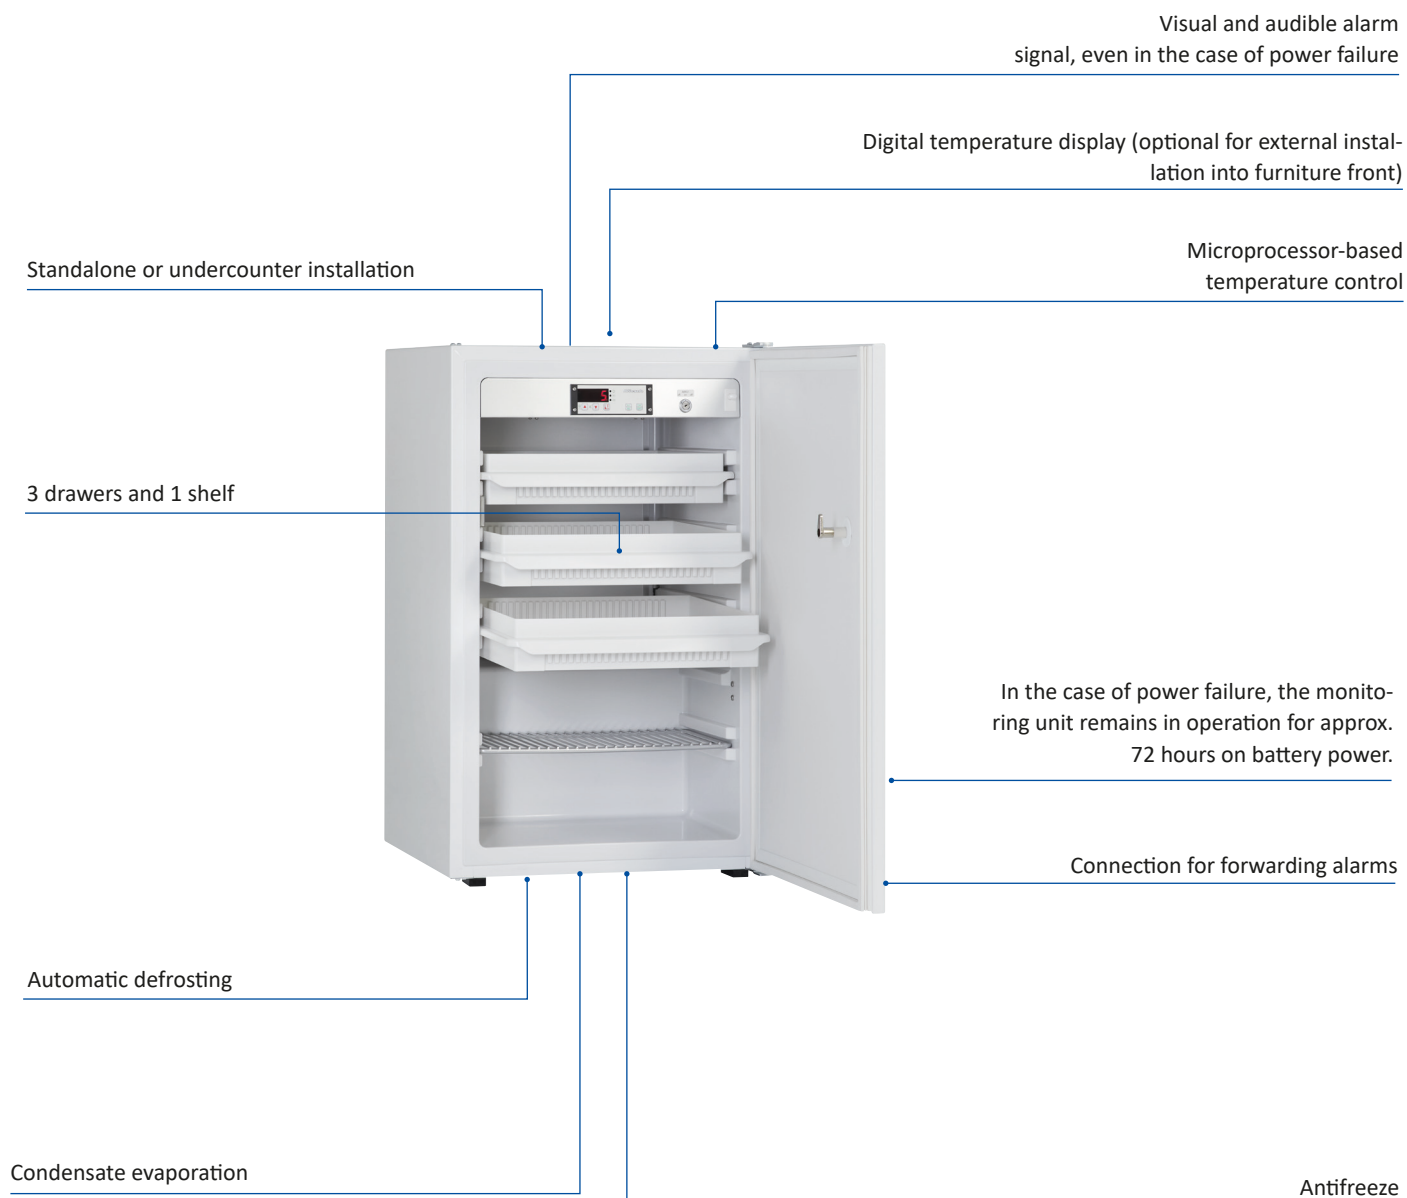 Visual and audible alarm
signal, even in the case of power failure
Digital temperature display (optional for external instal-
lation into furniture front)
Microprocessor-based
temperature control
Standalone or undercounter installation
5
3 drawers and 1 shelf
In the case of power failure, the monito-
ring unit remains in operation for approx.
72 hours on battery power.
Connection for forwarding alarms
Automatic defrosting
Condensate evaporation
Antifreeze